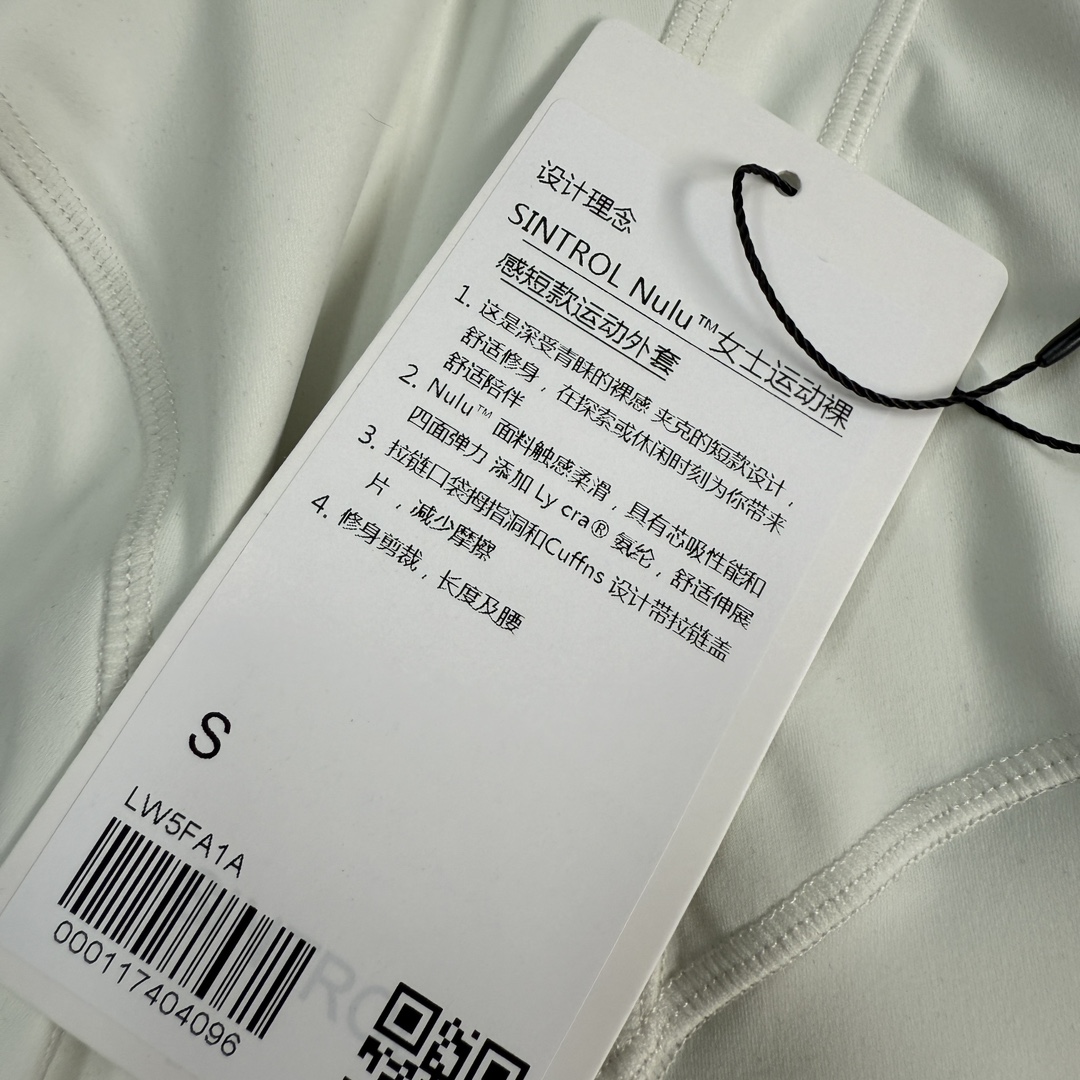 设计理念
SINTROL Nulu™女士运动裸
感短款运动外套
1. 这是深受青睐的裸感 夹克的短款设计，
舒适修身，在探索或休闲时刻为你带来
舒适陪伴
2. Nulu™ 面料触感柔滑，具有芯吸性能和
四面弹力 添加 Ly cra® 氨纶，舒适伸展
3. 拉链口袋拇指洞和Cuffns 设计带拉链盖
片，减少摩擦
4. 修身剪裁，长度及腰
S
LW5FA1A
000117404096